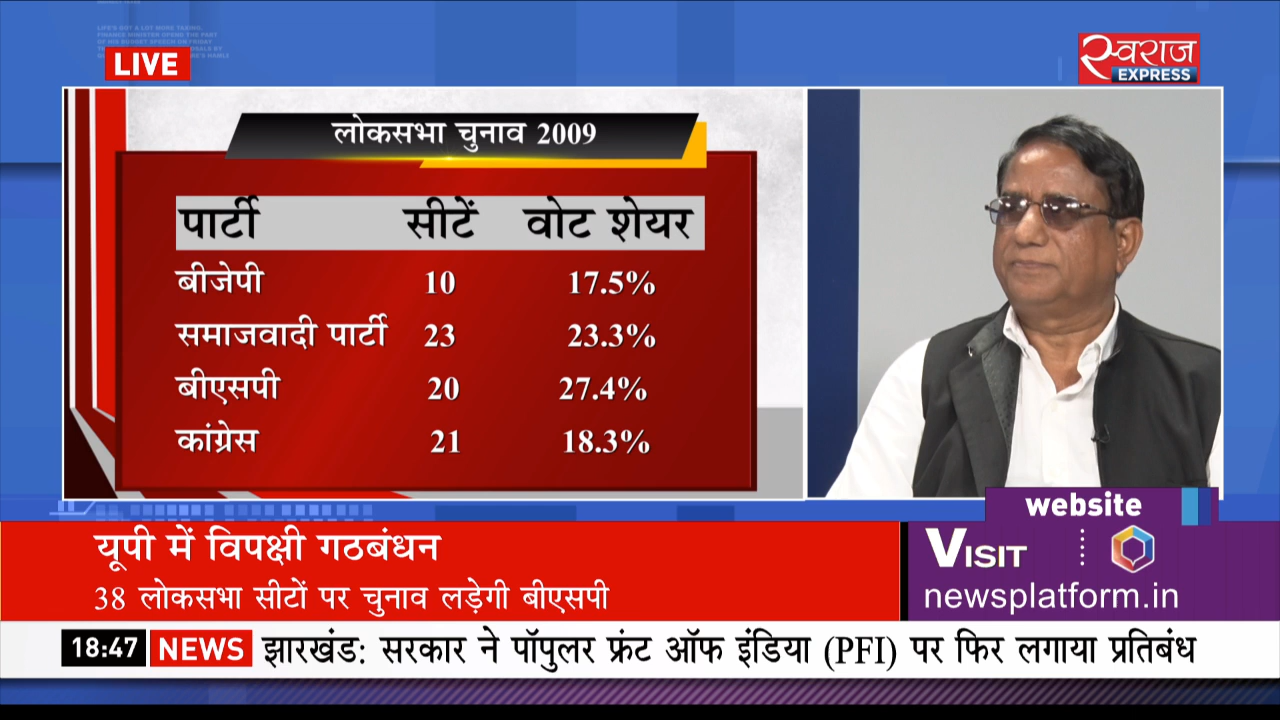 LIVE
स्वराज
EXPRESS
लोकसभा चुनाव 2009
पार्टी सीटें वोट शेयर
बीजेपी 10 17.5%
समाजवादी पार्टी 23 23.3%
बीएसपी 20 27.4%
कांग्रेस 21 18.3%
website
यूपी में विपक्षी गठबंधन
38 लोकसभा सीटों पर चुनाव लड़ेगी बीएसपी
VISIT
newsplatform.in
18:47 NEWS झारखंड: सरकार ने पॉपुलर फ्रंट ऑफ इंडिया (PFI) पर फिर लगाया प्रतिबंध